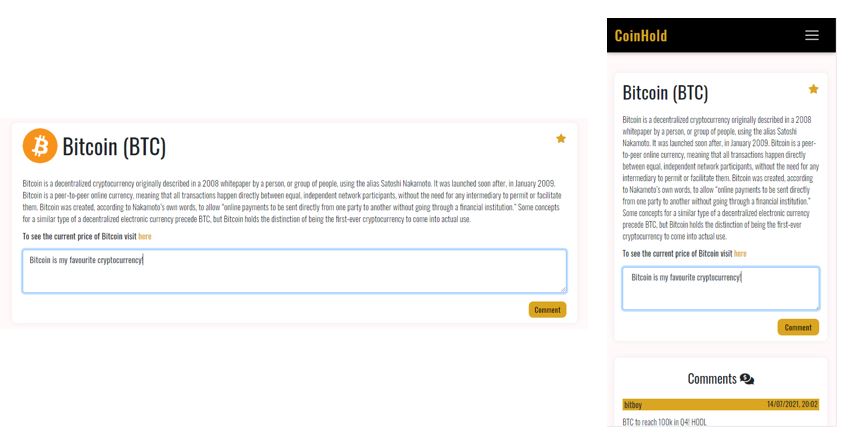 Bitcoin (BTC)
Bitcoin is a decentralized cryptocurrency originally described in a 2008 whitepaper by a person, or group of people, using the alias Satoshi Nakamoto. It was launched soon after, in January 2009.
Bitcoin is a peer-to-peer online currency, meaning that all transactions happen directly between equal, independent network participants, without the need for any intermediary to permit or facilitate
them. Bitcoin was created, according to Nakamoto's own words, to allow "online payments to be sent directly from one party to another without going through a financial institution." Some concepts
for a similar type of a decentralized electronic currency precede BTC, but Bitcoin holds the distinction of being the first-ever cryptocurrency to come into actual use.
To see the current price of Bitcoin visit here
Bitcoin is my favourite cryptocurrency!
Comment
CoinHold
Bitcoin (BTC)
Bitcoin is a decentralized cryptocurrency originally described in a 2008
whitepaper by a person, or group of people, using the alias Satoshi
Nakamoto. It was launched soon after, in January 2009. Bitcoin is a peer-
to-peer online currency, meaning that all transactions happen directly
between equal, independent network participants, without the need for any
intermediary to permit or facilitate them. Bitcoin was created, according
to Nakamoto's own words, to allow "online payments to be sent directly
from one party to another without going through a financial institution."
Some concepts for a similar type of a decentralized electronic currency
precede BTC, but Bitcoin holds the distinction of being the first-ever
cryptocurrency to come into actual use.
To see the current price of Bitcoin visit here
Bitcoin is my favourite cryptocurrency!
Comment
Comments
bitboy 14/07/2021, 20:02
BTC to reach 100k in Q4! HODL